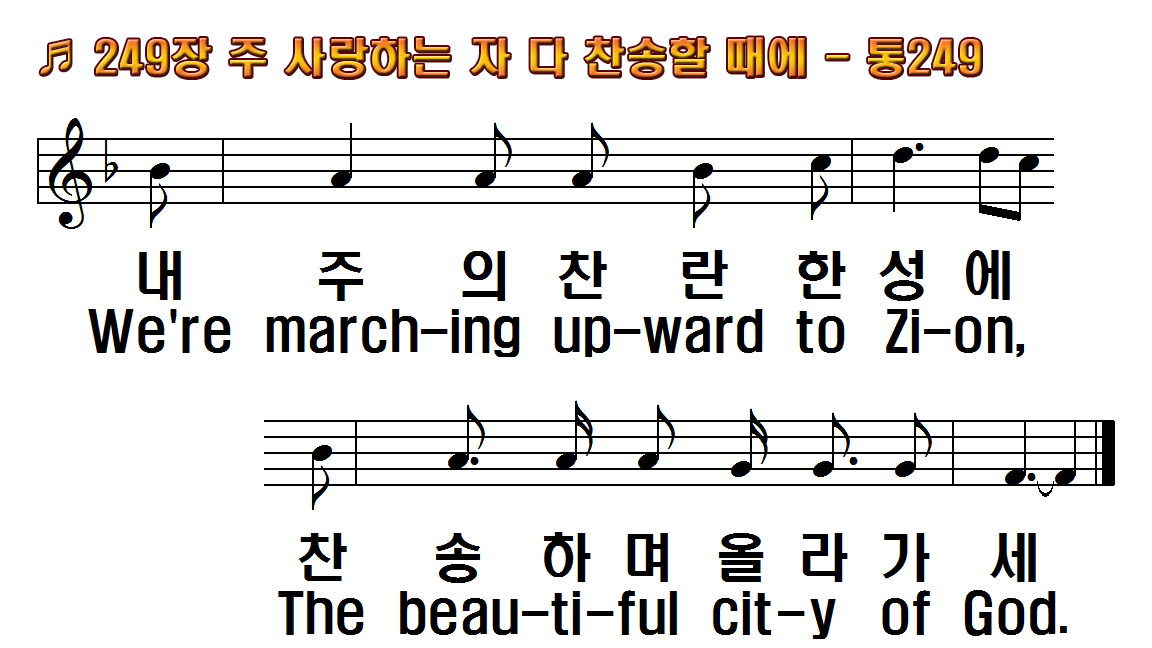 ♬ 249장 주 사랑하는 자 다 찬송할 때에 - 통249
내 주 의 찬 란 한 성 에
We're march-ing up-ward to Zi-on,
찬 송 하 며 올 라 가 세
The beau-ti-ful cit-y of God.